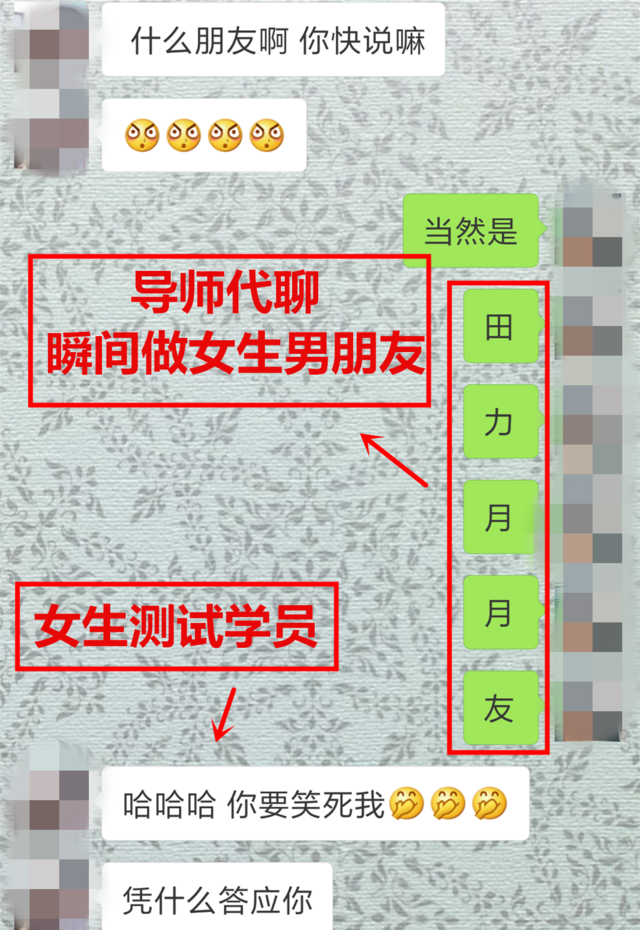 什么朋友啊 你快说嘛
当然是
导师代聊
瞬间做女生男朋友
田
力
月
月
友
女生测试学员
哈哈哈 你要笑死我
凭什么答应你